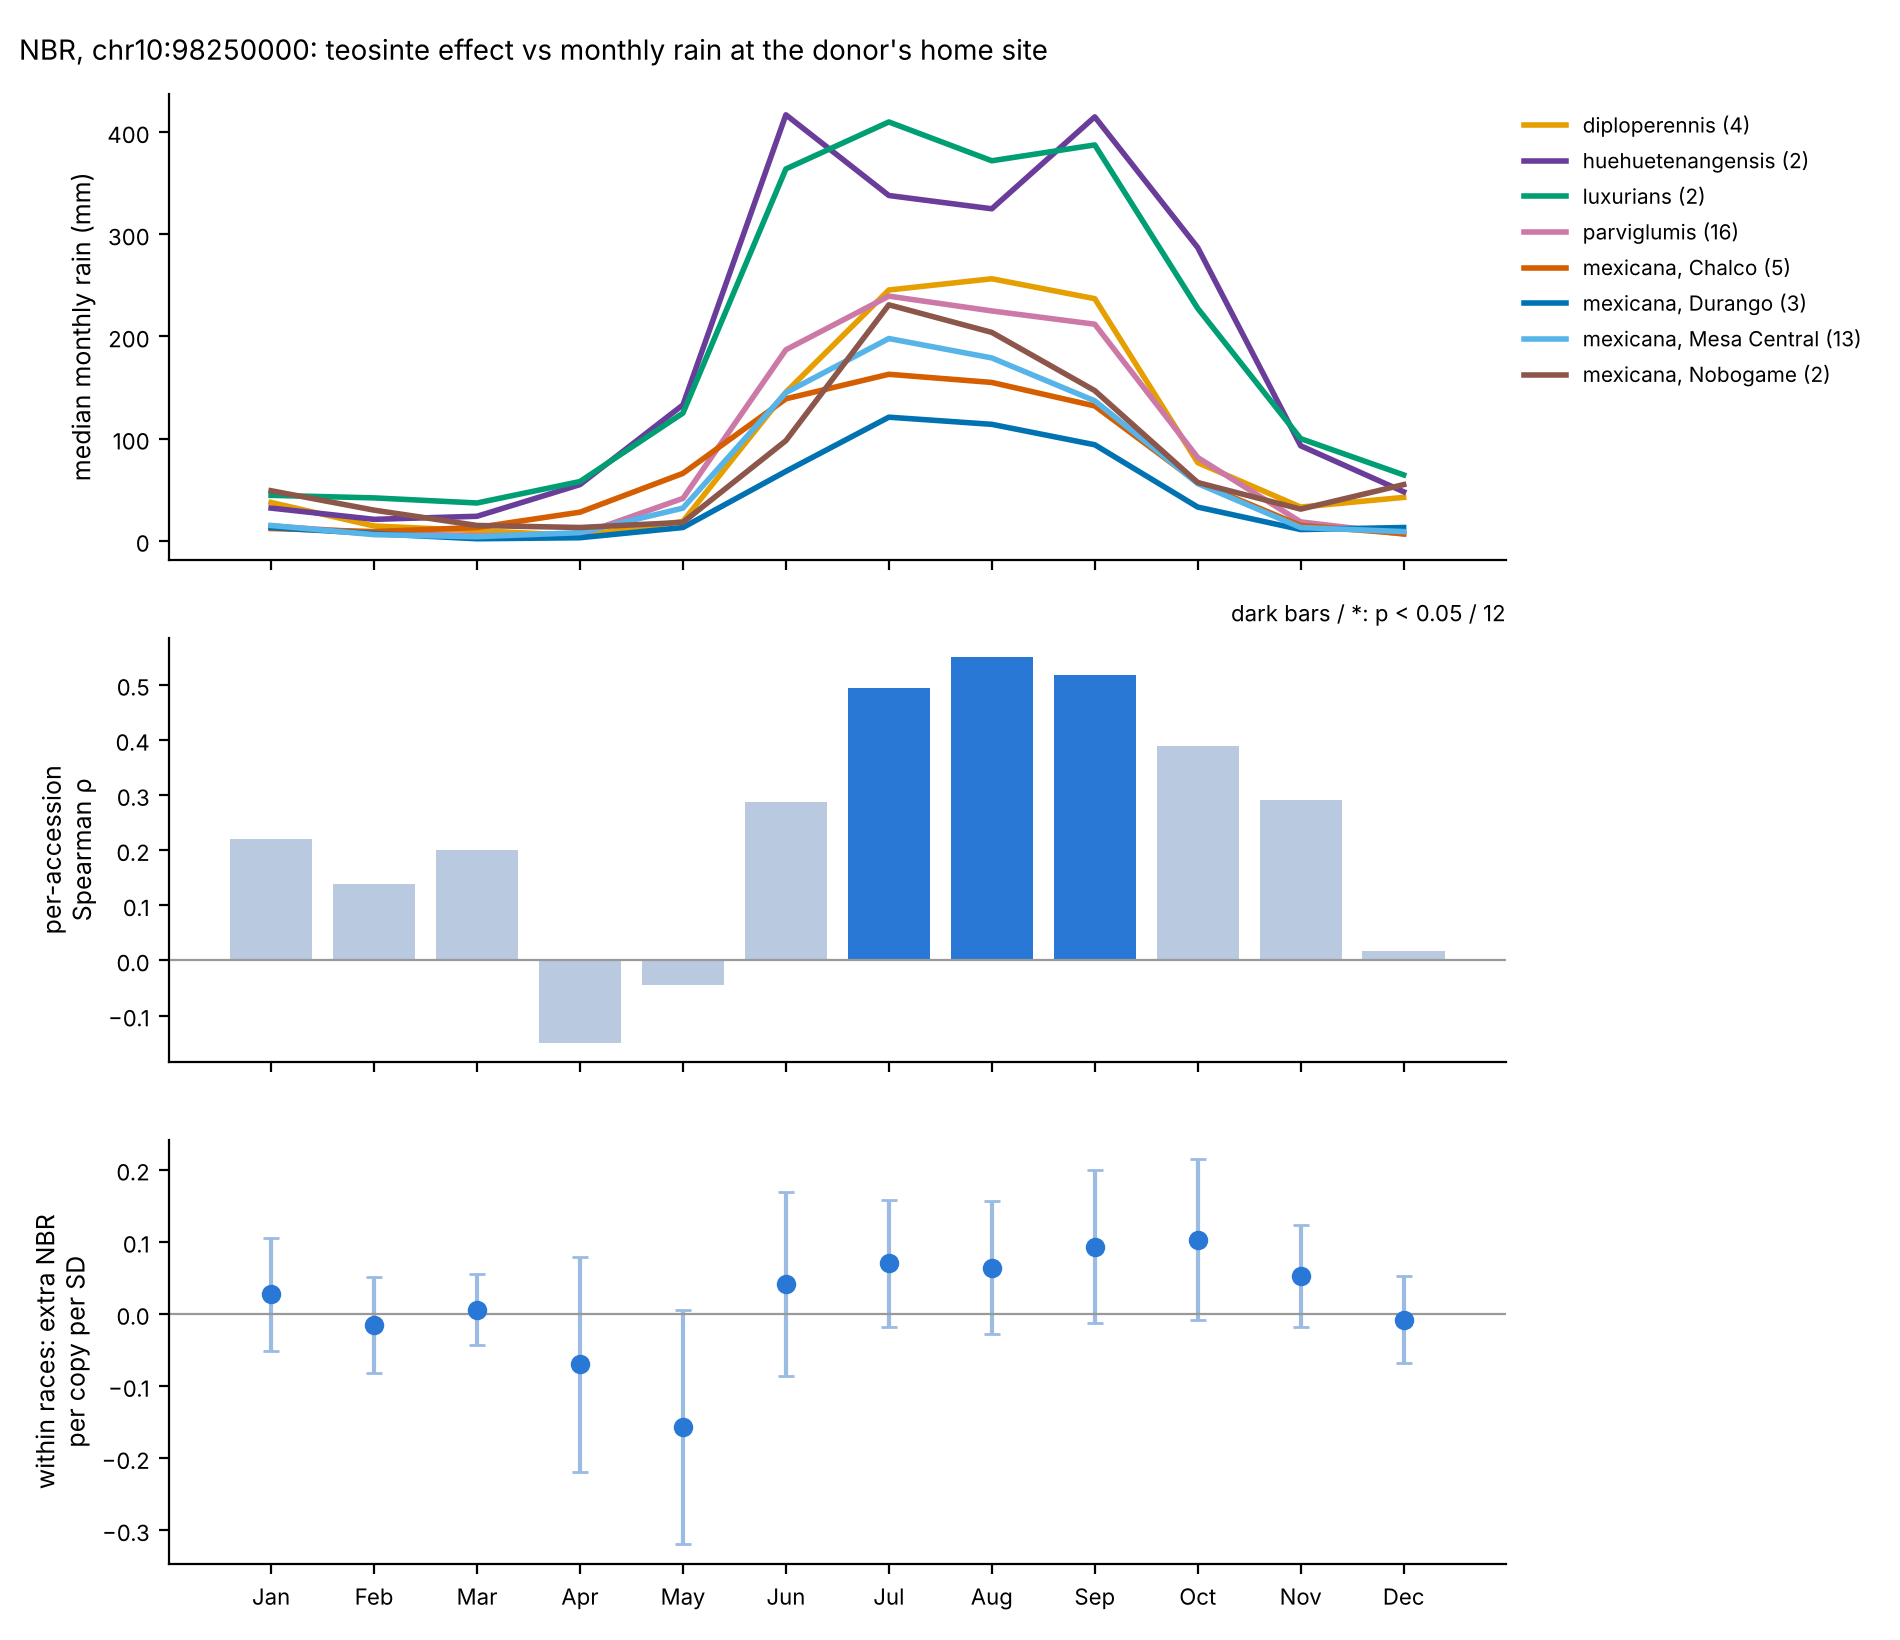 NBR, chr10:98250000: teosinte effect vs monthly rain at the donor's home site
median monthly rain (mm)
400
300
200
100
0
diploperennis (4)
huehuetenangensis (2)
luxurians (2)
parviglumis (16)
mexicana, Chalco (5)
mexicana, Durango (3)
mexicana, Mesa Central (13)
mexicana, Nobogame (2)
dark bars / *: p < 0.05 / 12
per-accession
Spearman ρ
0.5
0.4
0.3
0.2
0.1
0.0
−0.1
within races: extra NBR
per copy per SD
0.2
0.1
0.0
−0.1
−0.2
−0.3
Jan Feb Mar Apr May Jun Jul Aug Sep Oct Nov Dec